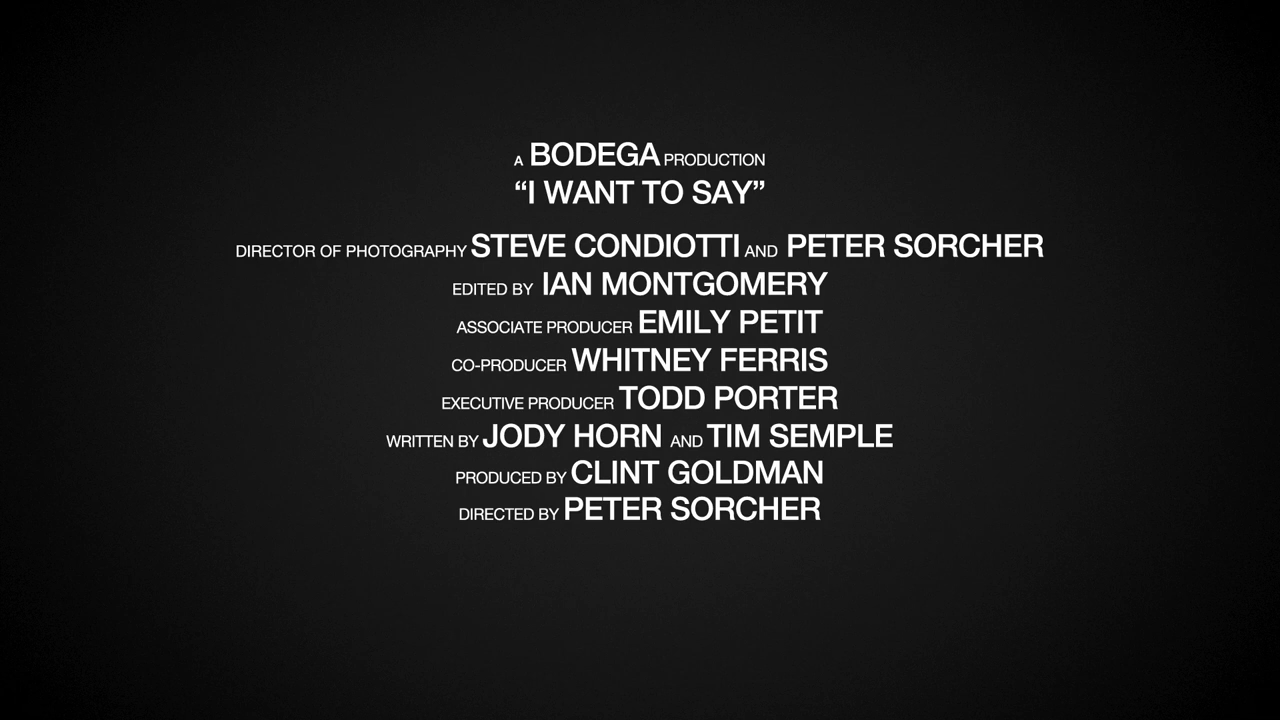 A BODEGA PRODUCTION
“I WANT TO SAY”
DIRECTOR OF PHOTOGRAPHY STEVE CONDIOTTI AND PETER SORCHER
EDITED BY IAN MONTGOMERY
ASSOCIATE PRODUCER EMILY PETIT
CO-PRODUCER WHITNEY FERRIS
EXECUTIVE PRODUCER TODD PORTER
WRITTEN BY JODY HORN AND TIM SEMPLE
PRODUCED BY CLINT GOLDMAN
DIRECTED BY PETER SORCHER